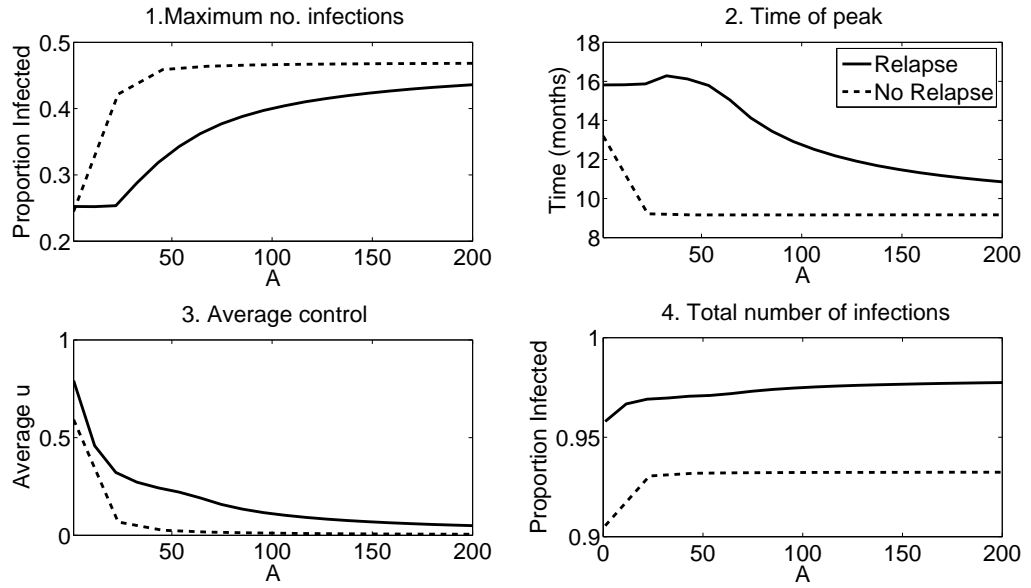 1.Maximum no. infections
Proportion Infected
0.5
0.4
0.3
0.2
50 100 150 200
A
2. Time of peak
Time (months)
18
16
14
12
10
8
50 100 150 200
A
Relapse
No Relapse
3. Average control
Average u
1
0.5
0
50 100 150 200
A
4. Total number of infections
Proportion Infected
1
0.95
0.9
0 50 100 150 200
A